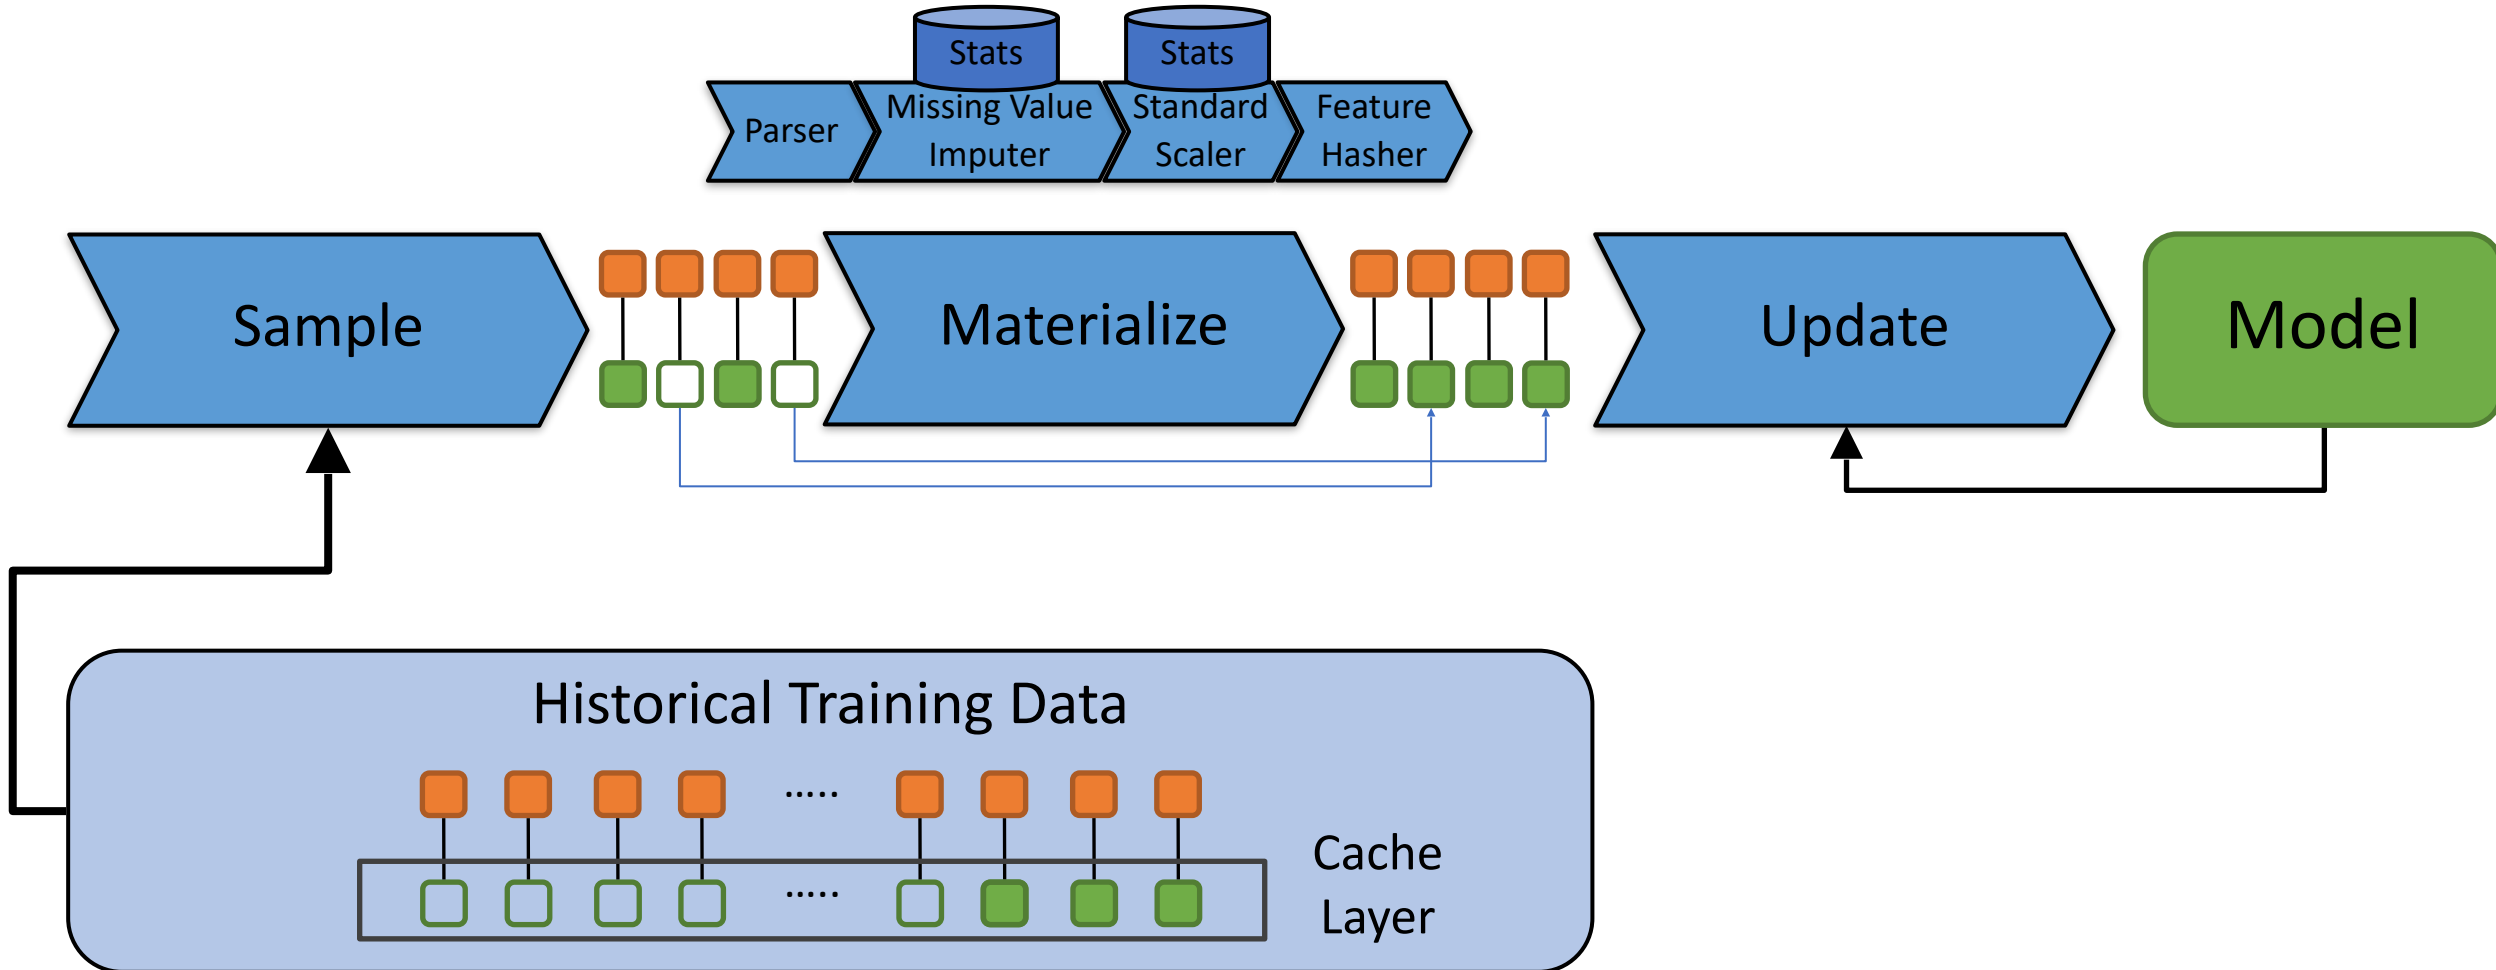 Stats
Stats
Parser
Missing Value
Imputer
Standard
Scaler
Feature
Hasher
Sample
Materialize
Update
Model
Historical Training Data
.....
.....
Cache
Layer